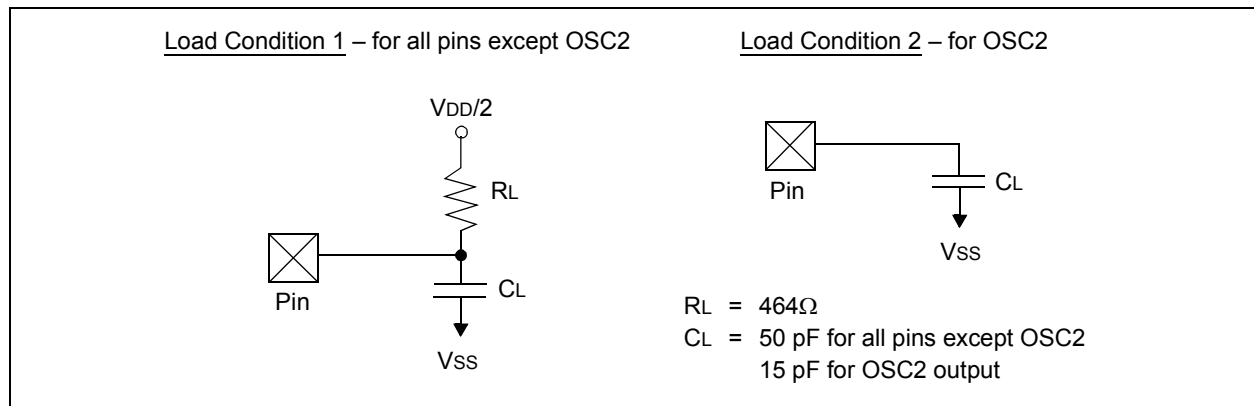 Load Condition 1 – for all pins except OSC2
VDD/2
RL
Pin
CL
VSS
Load Condition 2 – for OSC2
Pin
CL
VSS
RL = 464Ω
CL = 50 pF for all pins except OSC2
15 pF for OSC2 output